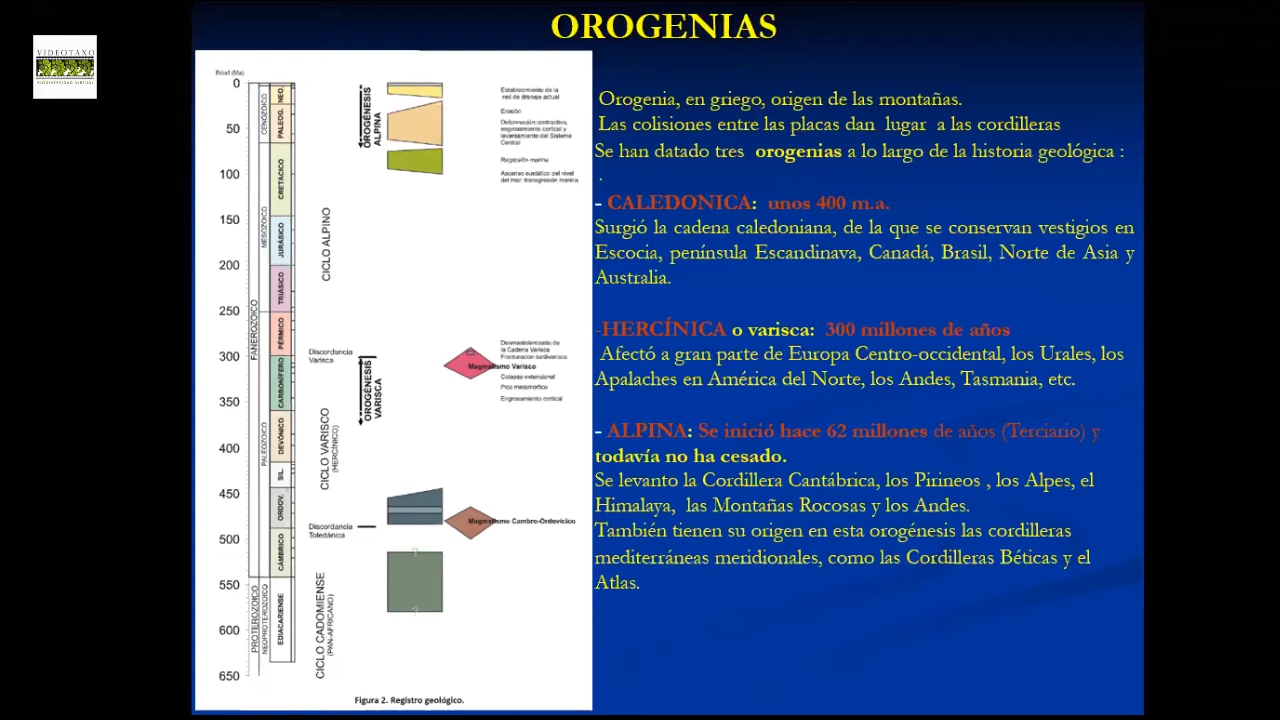 OROGENIAS
VIDEOTAXO
BIODIVERSIDAD VIRTUAL
Orogenia, en griego, origen de las montañas
Las colisiones entre las placas dan lugar a las cordilleras
Se han datado tres orogenias a lo largo de la historia geológica :
.
- CALEDONICA: unos 400 m.a.
Surgió la cadena caledoniana, de la que se conservan vestigios en
Escocia, península Escandinava, Canadá, Brasil, Norte de Asia y
Australia.
-HERCÍNICA o varisca: 300 millones de años
Afectó a gran parte de Europa Centro-occidental, los Urales, los
Apalaches en América del Norte, los Andes, Tasmania, etc.
- ALPINA: Se inició hace 62 millones de años (Terciario) y
todavía no ha cesado.
Se levanto la Cordillera Cantábrica, los Pirineos , los Alpes, el
Himalaya, las Montañas Rocosas y los Andes.
También tienen su origen en esta orogénesis las cordilleras
mediterráneas meridionales, como las Cordilleras Béticas y el
Atlas.
Edad (Ma)
0
50
100
150
200
250
300
350
400
450
500
550
600
650
FANEROZOICO
PROTEROZOICO
CENOZOICO
MESOZOICO
PALEOZOICO
NEOPROTEROZOICO
NEO.
PALEOG.
CRETÁCICO
JURÁSICO
TRIÁSICO
PÉRMICO
CARBONÍFERO
DEVÓNICO
SIL.
ORDOV.
CÁMBRICO
EDIACARIENSE
CICLO ALPINO
CICLO VARISCO
(HERCÍNICO)
CICLO CADOMIENSE
(PAN-AFRICANO)
OROGÉNESIS
ALPINA
OROGÉNESIS
VARISCA
Discordancia
Varisca
Discordancia
Toledánica
Establecimiento de la
red de drenaje actual
Erosión
Deformación contractiva,
engrosamiento cortical y
levantamiento del Sistema
Central
Regresión marina
Ascenso eustático del nivel
del mar: transgresión marina
Desmantelamiento de
la Cadena Varisca
Fracturación tardivarisca
Magmatismo Varisco
Colapso extensional
Pico metamórfico
Engrosamiento cortical
Magmatismo Cambro-Ordovícico
?
?
Figura 2. Registro geológico.